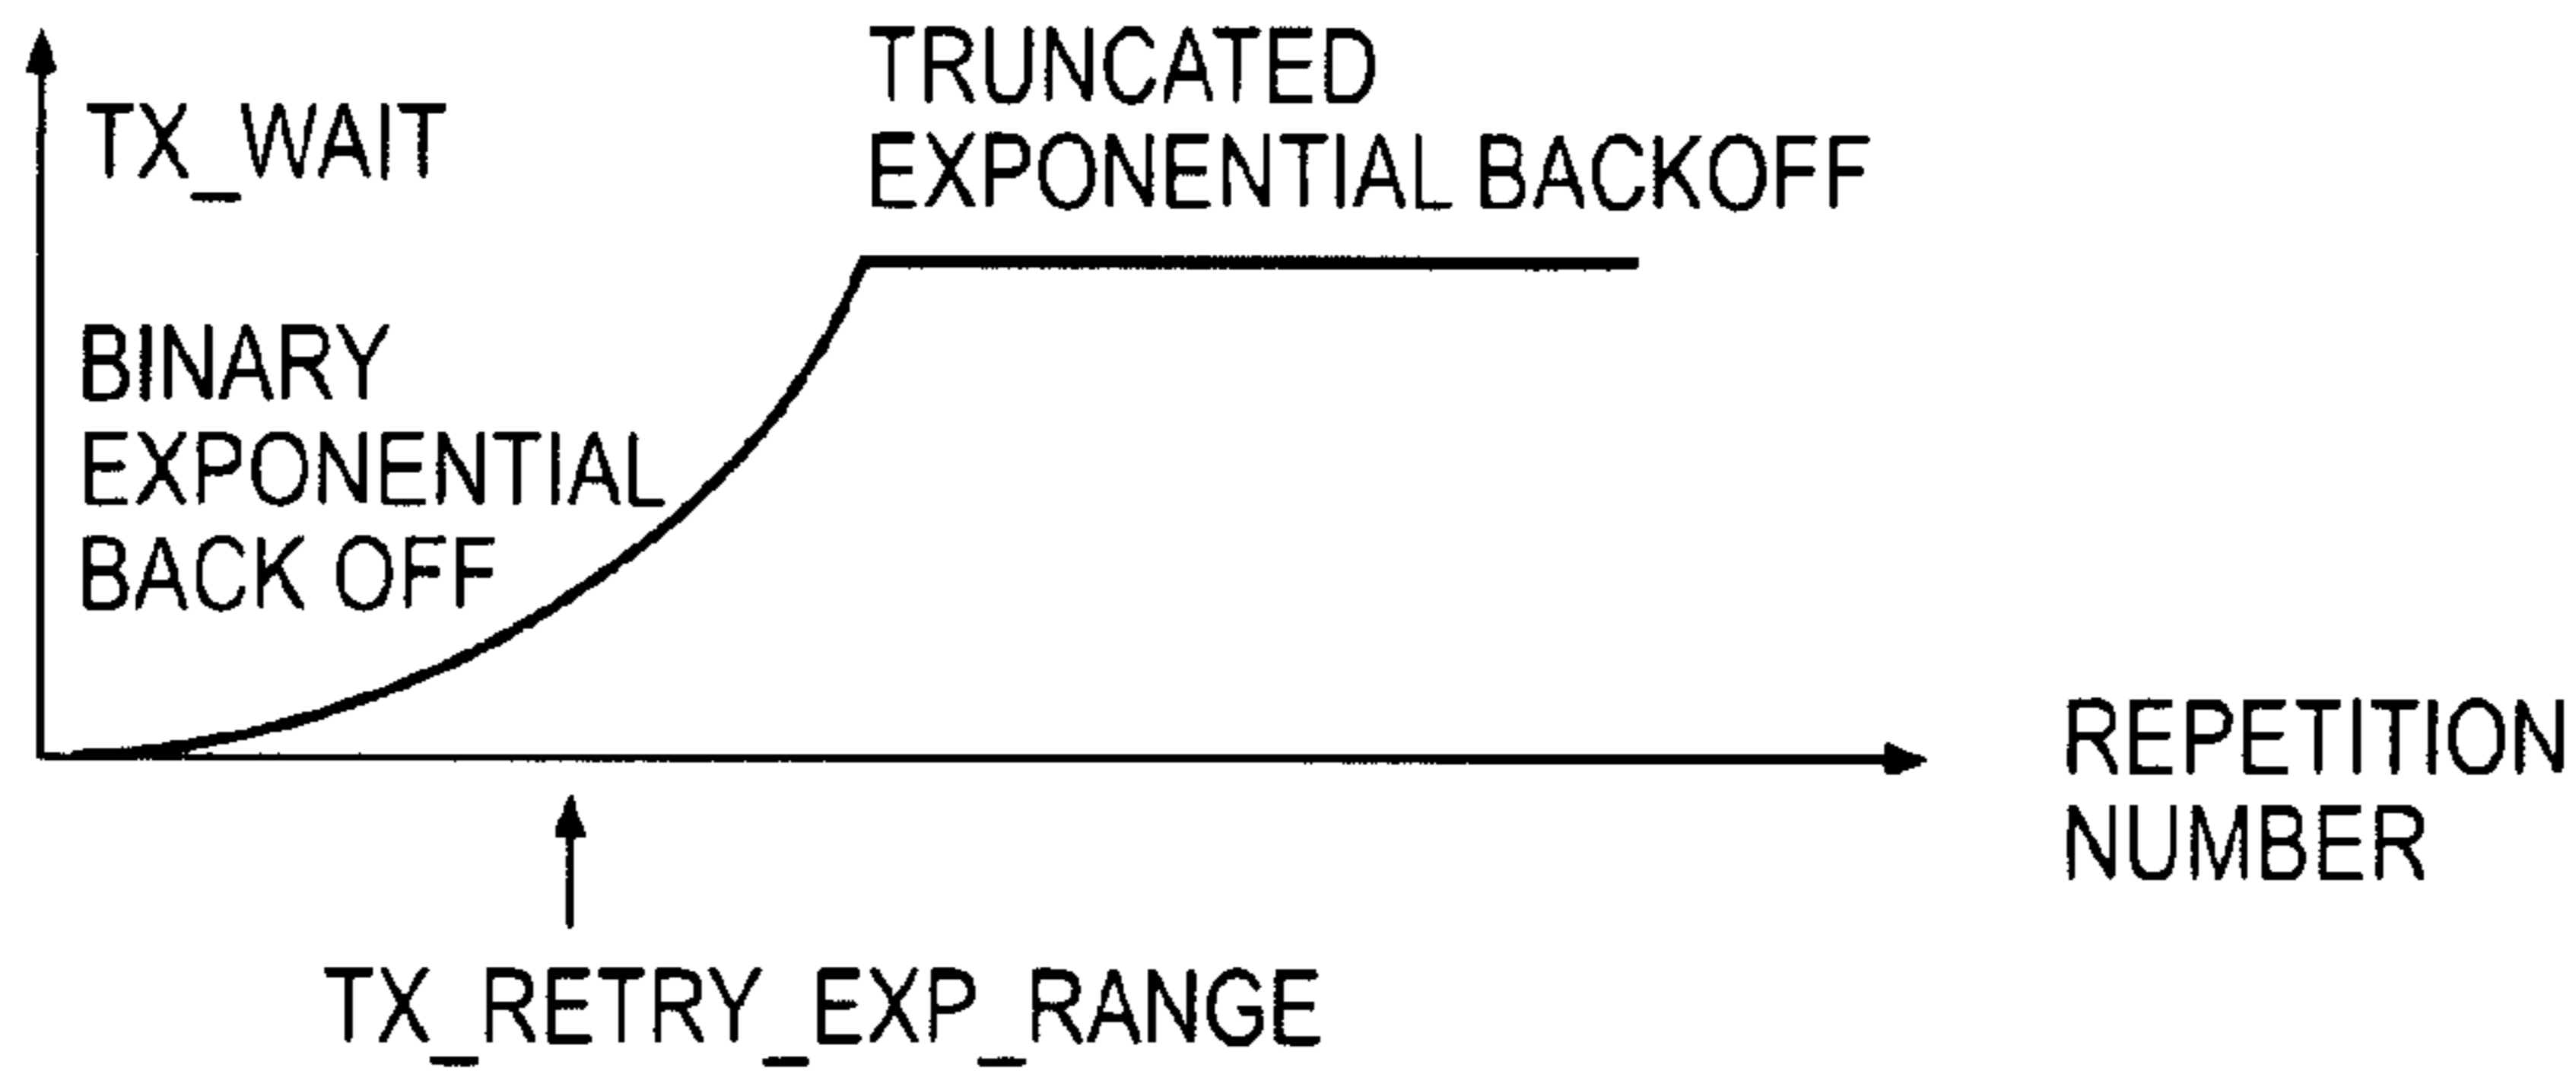 TX_WAIT
TRUNCATED
EXPONENTIAL BACKOFF
BINARY
EXPONENTIAL
BACK OFF
REPETITION
NUMBER
TX_RETRY_EXP_RANGE